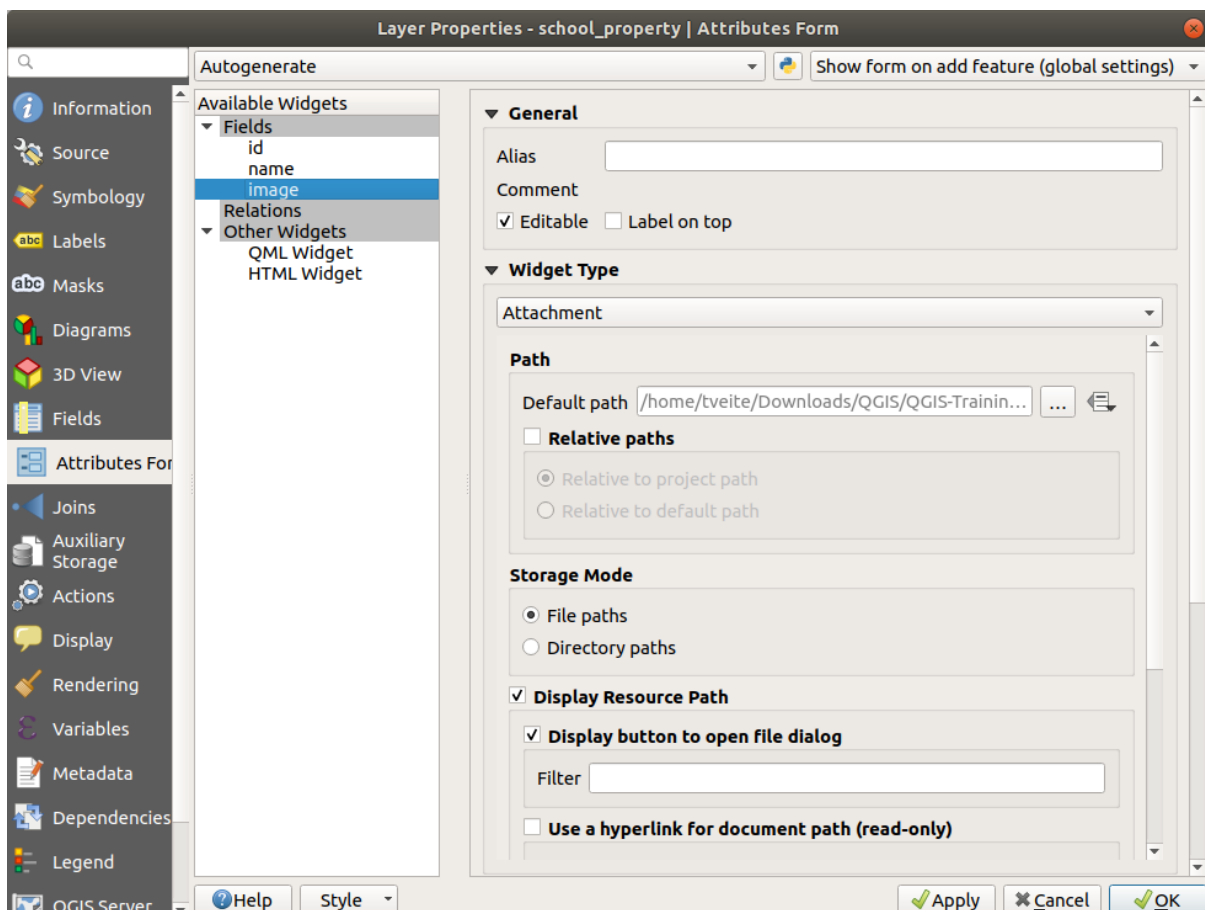 Layer Properties - school_property | Attributes Form
Autogenerate
Show form on add feature (global settings)
Information
Source
Symbology
abc Labels
abc Masks
Diagrams
3D View
Fields
Attributes For
Joins
Auxiliary
Storage
Actions
Display
Rendering
Variables
Metadata
Dependencies
Legend
QGIS Server
Available Widgets
Fields
id
name
image
Relations
Other Widgets
QML Widget
HTML Widget
General
Alias
Comment
Editable Label on top
Widget Type
Attachment
Path
Default path /home/tveite/Downloads/QGIS/QGIS-Trainin... ...
Relative paths
Relative to project path
Relative to default path
Storage Mode
File paths
Directory paths
Display Resource Path
Display button to open file dialog
Filter
Use a hyperlink for document path (read-only)
Help Style Apply Cancel OK